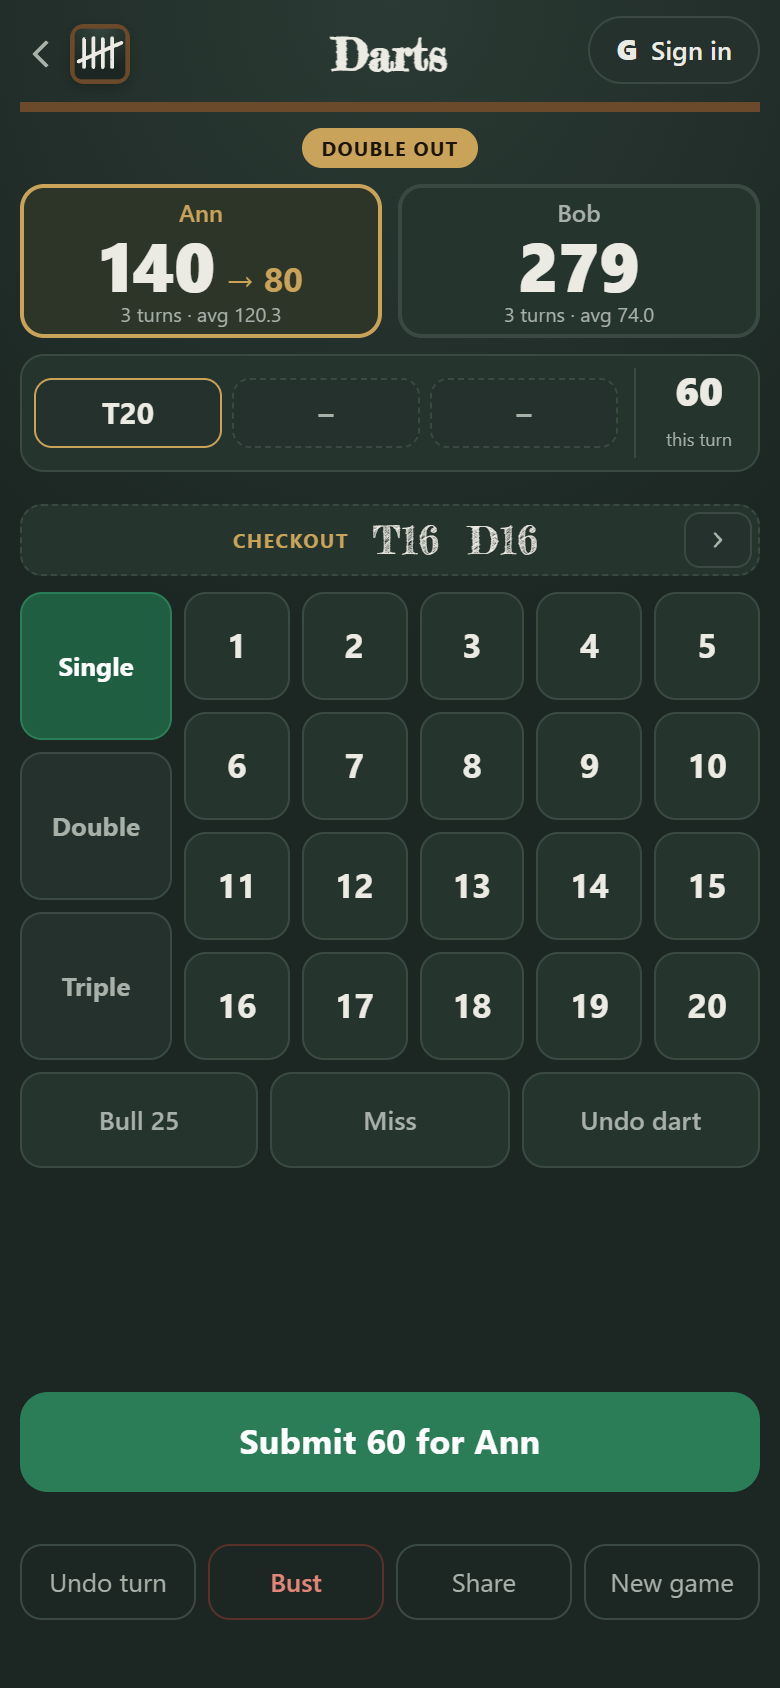 Darts
G Sign in
DOUBLE OUT
Ann
140 → 80
3 turns · avg 120.3
Bob
279
3 turns · avg 74.0
T20
–
–
60
this turn
CHECKOUT T16 D16
Single
Double
Triple
1 2 3 4 5
6 7 8 9 10
11 12 13 14 15
16 17 18 19 20
Bull 25
Miss
Undo dart
Submit 60 for Ann
Undo turn
Bust
Share
New game